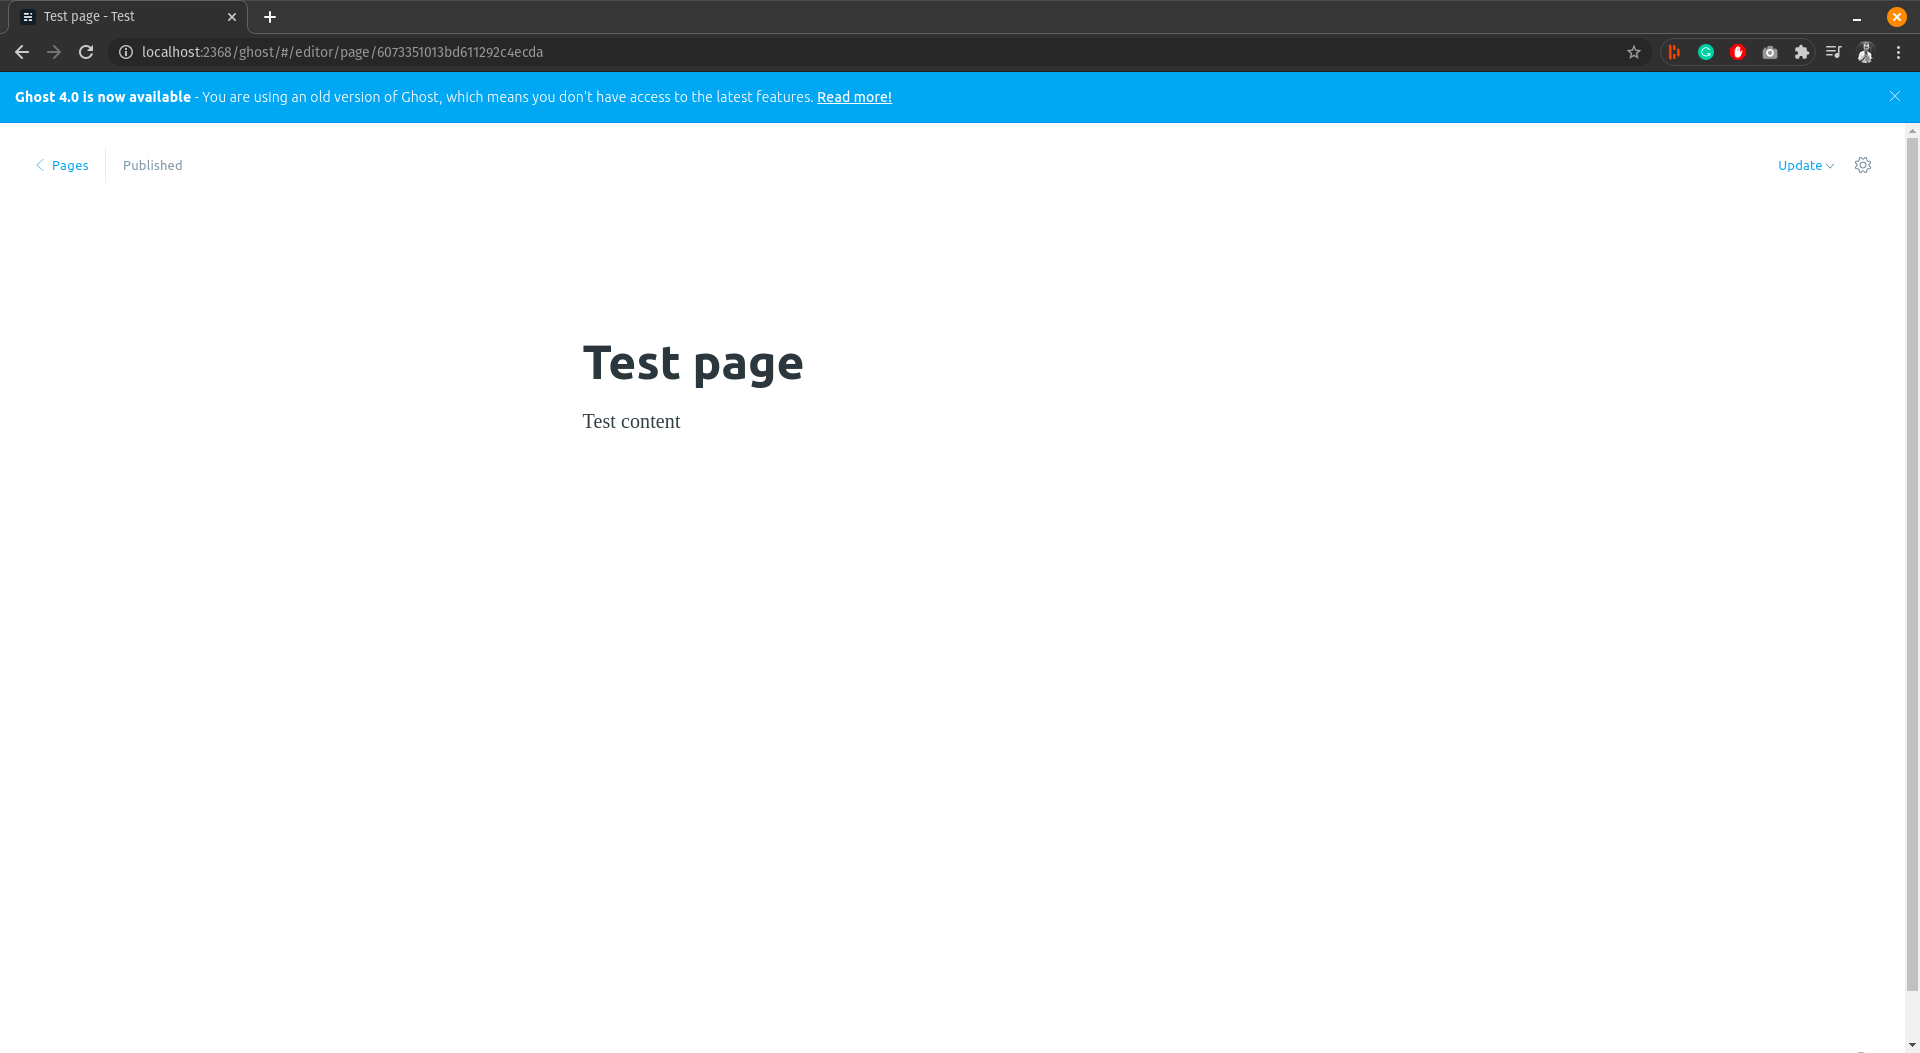 Test page - Test
localhost:2368/ghost/#/editor/page/6073351013bd611292c4ecda
Ghost 4.0 is now available - You are using an old version of Ghost, which means you don't have access to the latest features. Read more!
Pages
Published
Update
Test page
Test content